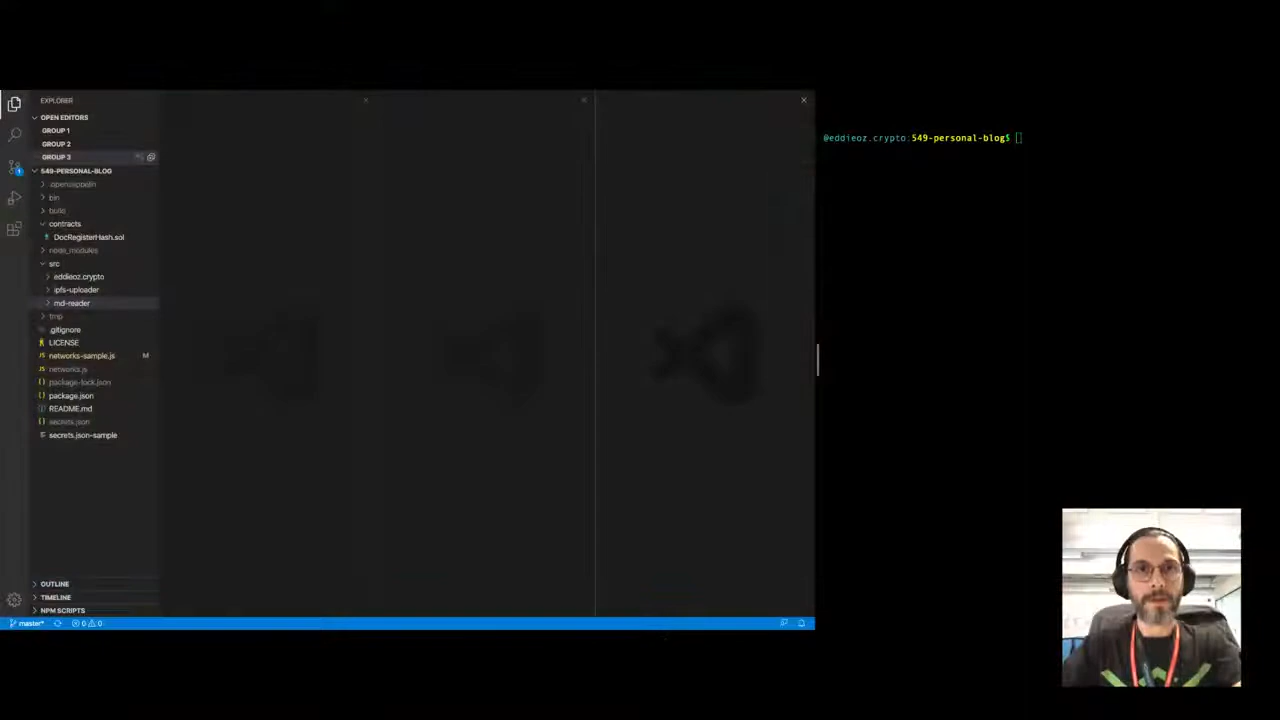 EXPLORER
OPEN EDITORS
GROUP 1
GROUP 2
GROUP 3
549-PERSONAL-BLOG
.openzeppelin
bin
build
contracts
DocRegisterHash.sol
node_modules
src
eddieoz.crypto
ipfs-uploader
md-reader
tmp
.gitignore
LICENSE
networks-sample.js M
networks.js
package-lock.json
package.json
README.md
secrets.json
secrets.json-sample
OUTLINE
TIMELINE
NPM SCRIPTS
master* 0 0
@eddieoz.crypto:549-personal-blog$